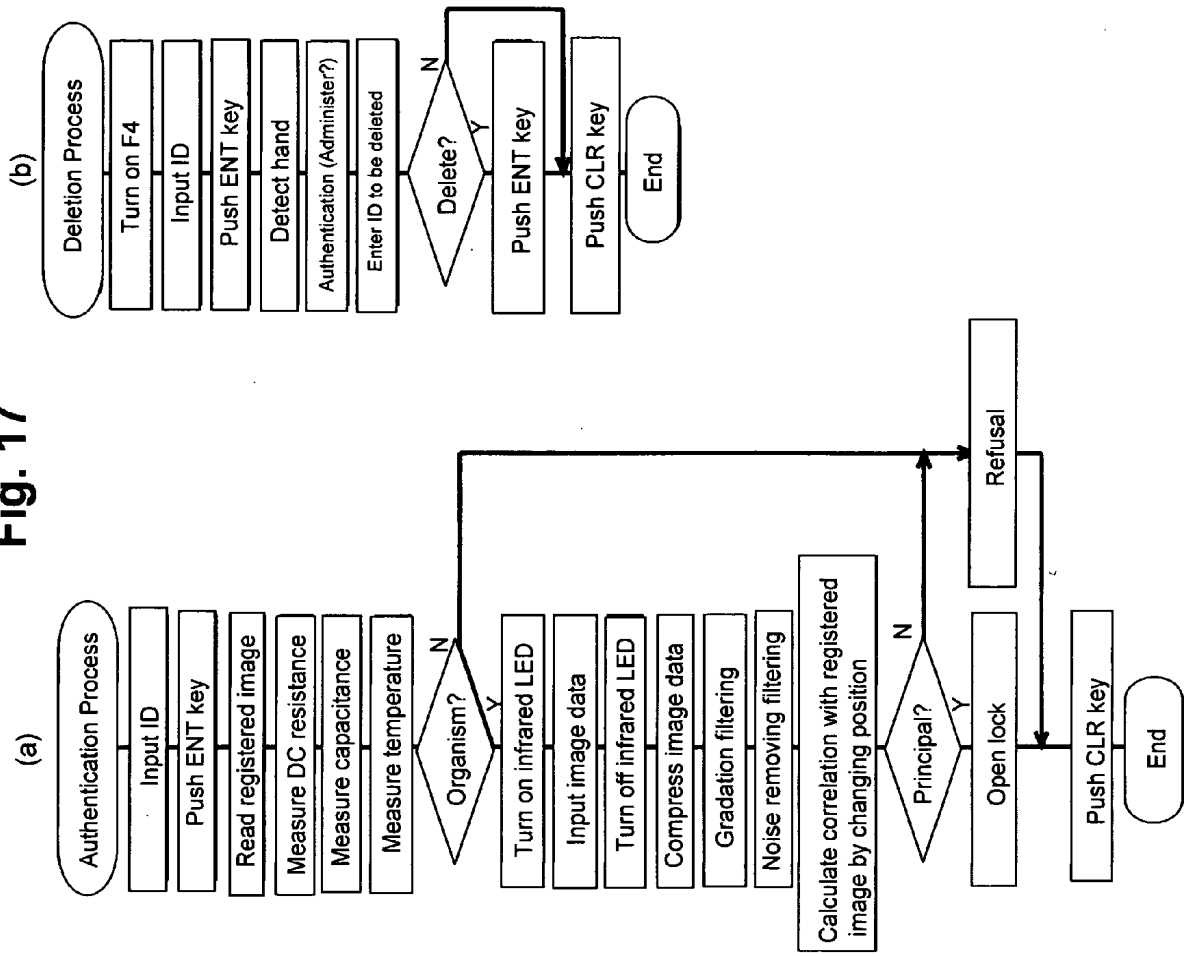 Fig. 17
(a)
Authentication Process
Input ID
Push ENT key
Read registered image
Measure DC resistance
Measure capacitance
Measure temperature
Organism?
N
Y
Turn on infrared LED
Input image data
Turn off infrared LED
Compress image data
Gradation filtering
Noise removing filtering
Calculate correlation with registered
image by changing position
Principal?
N
Y
Open lock
Refusal
Push CLR key
End
(b)
Deletion Process
Turn on F4
Input ID
Push ENT key
Detect hand
Authentication (Administer?)
Enter ID to be deleted
Delete?
N
Y
Push ENT key
Push CLR key
End